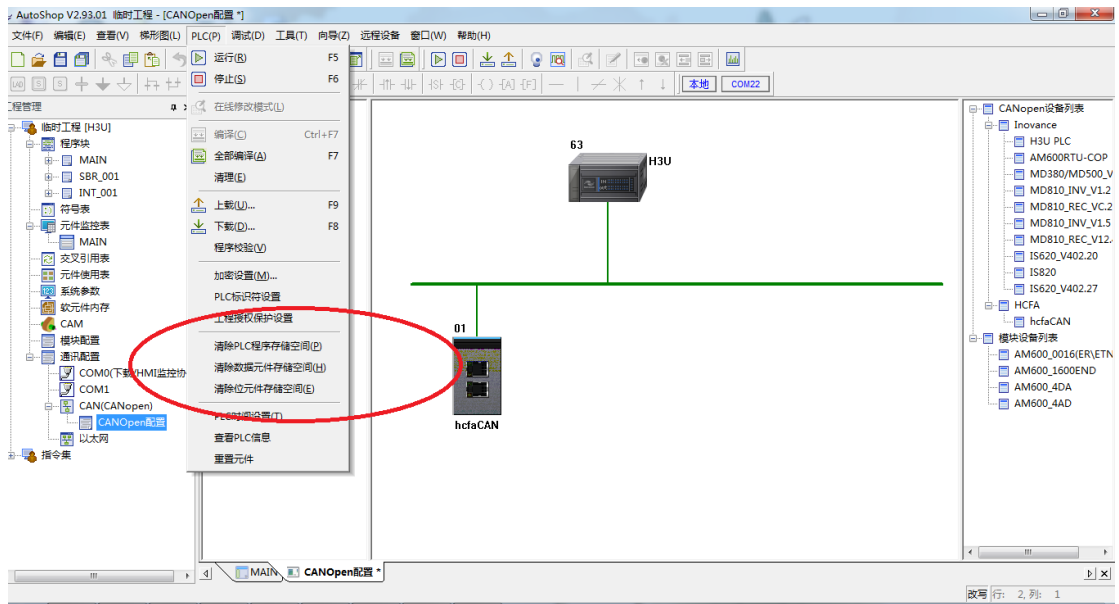 AutoShop V2.93.01 临时工程 - [CANOpen配置 *]
文件(F) 编辑(E) 查看(V) 梯形图(L) PLC(P) 调试(D) 工具(T) 向导(Z) 远程设备 窗口(W) 帮助(H)
本地 COM22
工程管理
临时工程 [H3U]
程序块
MAIN
SBR_001
INT_001
符号表
元件监控表
MAIN
交叉引用表
元件使用表
系统参数
软元件内存
CAM
模块配置
通讯配置
COM0(下载/HMI监控协
COM1
CAN(CANopen)
CANOpen配置
以太网
指令集
运行(R) F5
停止(S) F6
在线修改模式(L)
编译(C) Ctrl+F7
全部编译(A) F7
清理(E)
上载(U)... F9
下载(D)... F8
程序校验(V)
加密设置(M)...
PLC标识符设置
工程授权保护设置
清除PLC程序存储空间(P)
清除数据元件存储空间(H)
清除位元件存储空间(E)
PLC时间设置(T)
查看PLC信息
重置元件
63
H3U
01
hcfaCAN
CANopen设备列表
Inovance
H3U PLC
AM600RTU-COP
MD380/MD500_V
MD810_INV_V1.2
MD810_REC_VC.2
MD810_INV_V1.5
MD810_REC_V12.
IS620_V402.20
IS820
IS620_V402.27
HCFA
hcfaCAN
模块设备列表
AM600_0016(ER\ETN
AM600_1600END
AM600_4DA
AM600_4AD
MAIN CANOpen配置 *
改写 行: 2, 列: 1